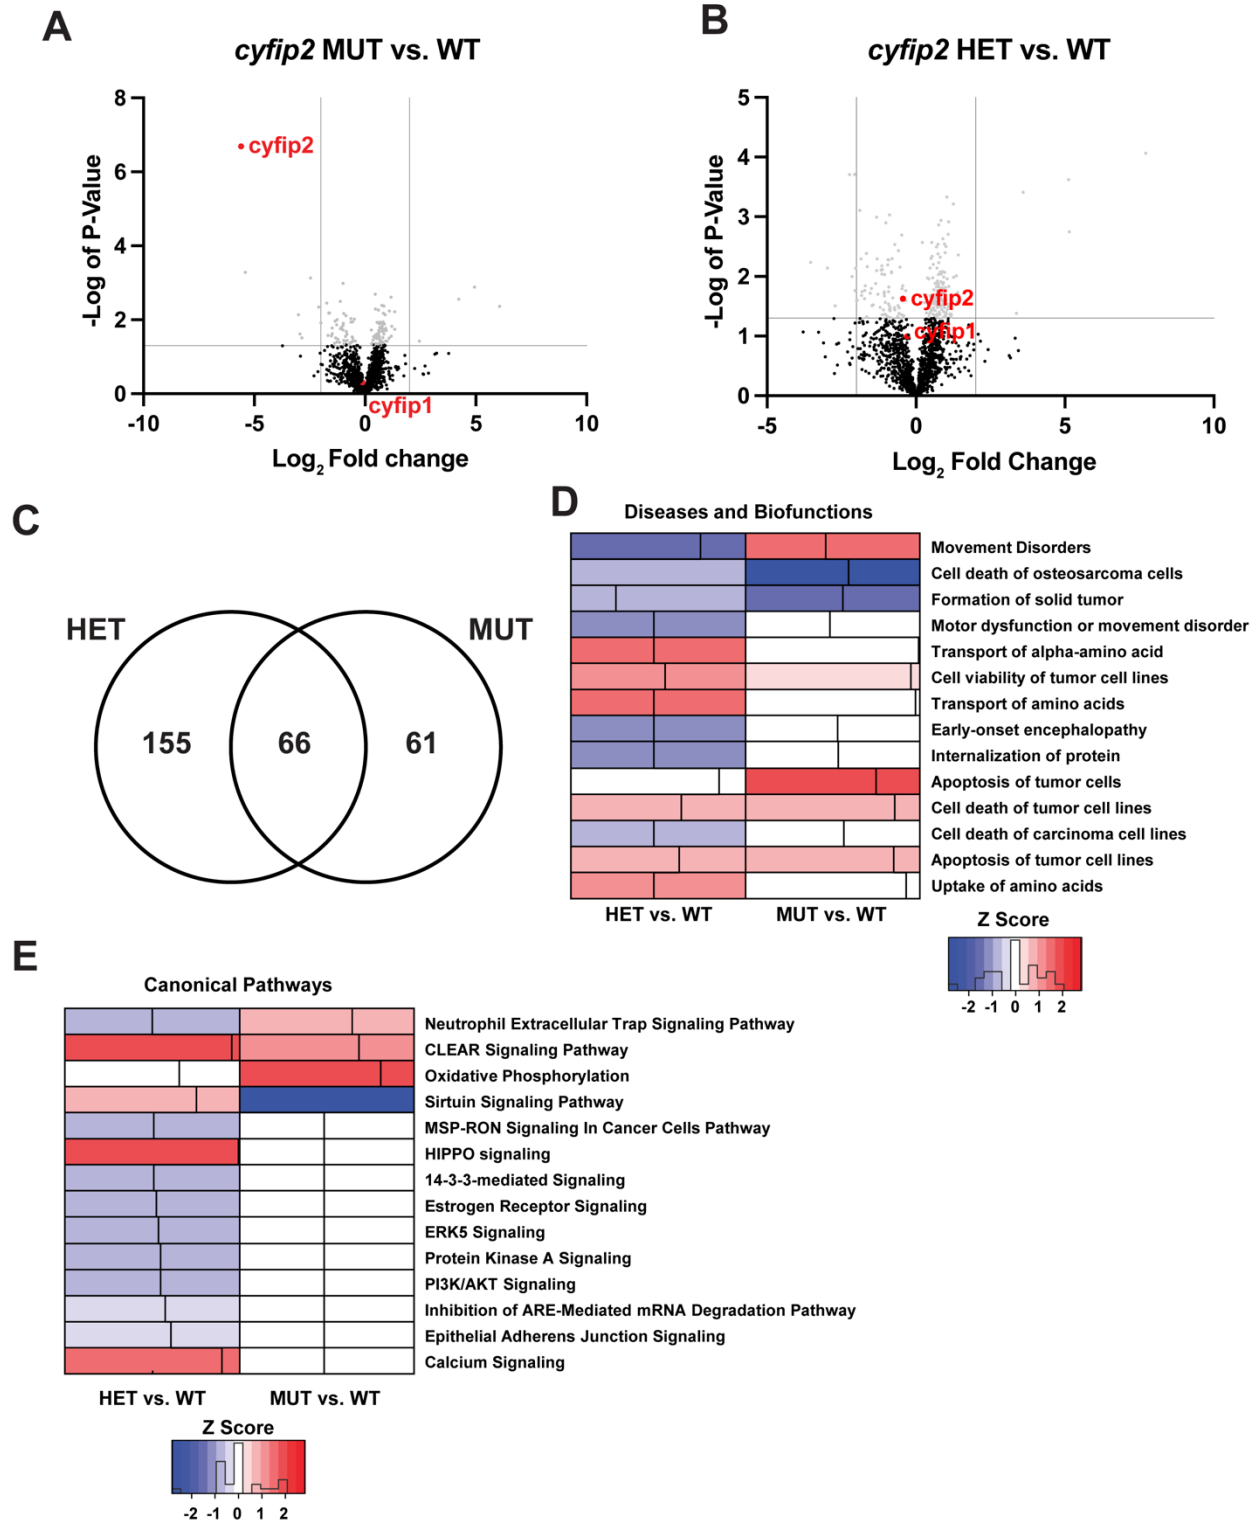 A
cyfip2 MUT vs. WT
8
6
4
2
0
-10
-5
0
5
10
-Log of P-Value
Log2 Fold change
cyfip2
cyfip1
B
cyfip2 HET vs. WT
5
4
3
2
1
0
-5
0
5
10
-Log of P-Value
Log2 Fold Change
cyfip2
cyfip1
C
HET
MUT
155
66
61
D
Diseases and Biofunctions
Movement Disorders
Cell death of osteosarcoma cells
Formation of solid tumor
Motor dysfunction or movement disorder
Transport of alpha-amino acid
Cell viability of tumor cell lines
Transport of amino acids
Early-onset encephalopathy
Internalization of protein
Apoptosis of tumor cells
Cell death of tumor cell lines
Cell death of carcinoma cell lines
Apoptosis of tumor cell lines
Uptake of amino acids
HET vs. WT
MUT vs. WT
Z Score
-2 -1 0 1 2
E
Canonical Pathways
Neutrophil Extracellular Trap Signaling Pathway
CLEAR Signaling Pathway
Oxidative Phosphorylation
Sirtuin Signaling Pathway
MSP-RON Signaling In Cancer Cells Pathway
HIPPO signaling
14-3-3-mediated Signaling
Estrogen Receptor Signaling
ERK5 Signaling
Protein Kinase A Signaling
PI3K/AKT Signaling
Inhibition of ARE-Mediated mRNA Degradation Pathway
Epithelial Adherens Junction Signaling
Calcium Signaling
HET vs. WT
MUT vs. WT
Z Score
-2 -1 0 1 2